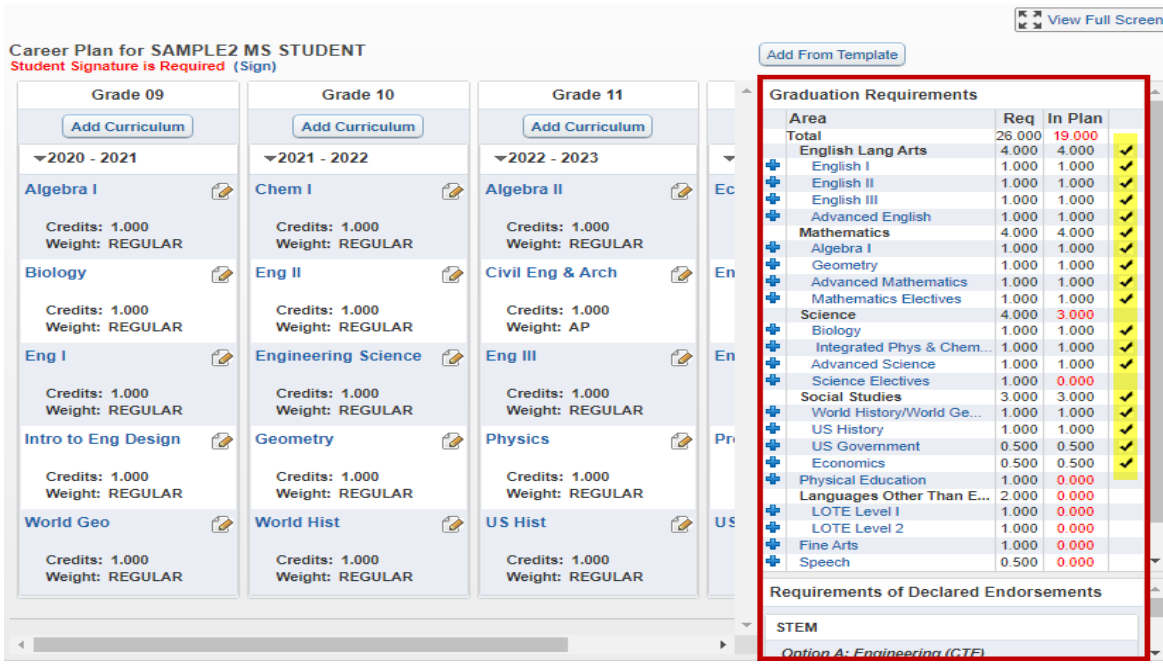 View Full Screen
Career Plan for SAMPLE2 MS STUDENT
Student Signature is Required (Sign)
Add From Template
Grade 09
Add Curriculum
2020 - 2021
Algebra I
Credits: 1.000
Weight: REGULAR
Biology
Credits: 1.000
Weight: REGULAR
Eng I
Credits: 1.000
Weight: REGULAR
Intro to Eng Design
Credits: 1.000
Weight: REGULAR
World Geo
Credits: 1.000
Weight: REGULAR
Grade 10
Add Curriculum
2021 - 2022
Chem I
Credits: 1.000
Weight: REGULAR
Eng II
Credits: 1.000
Weight: REGULAR
Engineering Science
Credits: 1.000
Weight: REGULAR
Geometry
Credits: 1.000
Weight: REGULAR
World Hist
Credits: 1.000
Weight: REGULAR
Grade 11
Add Curriculum
2022 - 2023
Algebra II
Credits: 1.000
Weight: REGULAR
Civil Eng & Arch
Credits: 1.000
Weight: AP
Eng III
Credits: 1.000
Weight: REGULAR
Physics
Credits: 1.000
Weight: REGULAR
US Hist
Credits: 1.000
Weight: REGULAR
Ec
En
En
Pr
US
Graduation Requirements
Area Req In Plan
Total 26.000 19.000
English Lang Arts 4.000 4.000
English I 1.000 1.000
English II 1.000 1.000
English III 1.000 1.000
Advanced English 1.000 1.000
Mathematics 4.000 4.000
Algebra I 1.000 1.000
Geometry 1.000 1.000
Advanced Mathematics 1.000 1.000
Mathematics Electives 1.000 1.000
Science 4.000 3.000
Biology 1.000 1.000
Integrated Phys & Chem... 1.000 1.000
Advanced Science 1.000 1.000
Science Electives 1.000 0.000
Social Studies 3.000 3.000
World History/World Ge... 1.000 1.000
US History 1.000 1.000
US Government 0.500 0.500
Economics 0.500 0.500
Physical Education 1.000 0.000
Languages Other Than E... 2.000 0.000
LOTE Level I 1.000 0.000
LOTE Level 2 1.000 0.000
Fine Arts 1.000 0.000
Speech 0.500 0.000
Requirements of Declared Endorsements
STEM
Option A: Engineering (CTE)